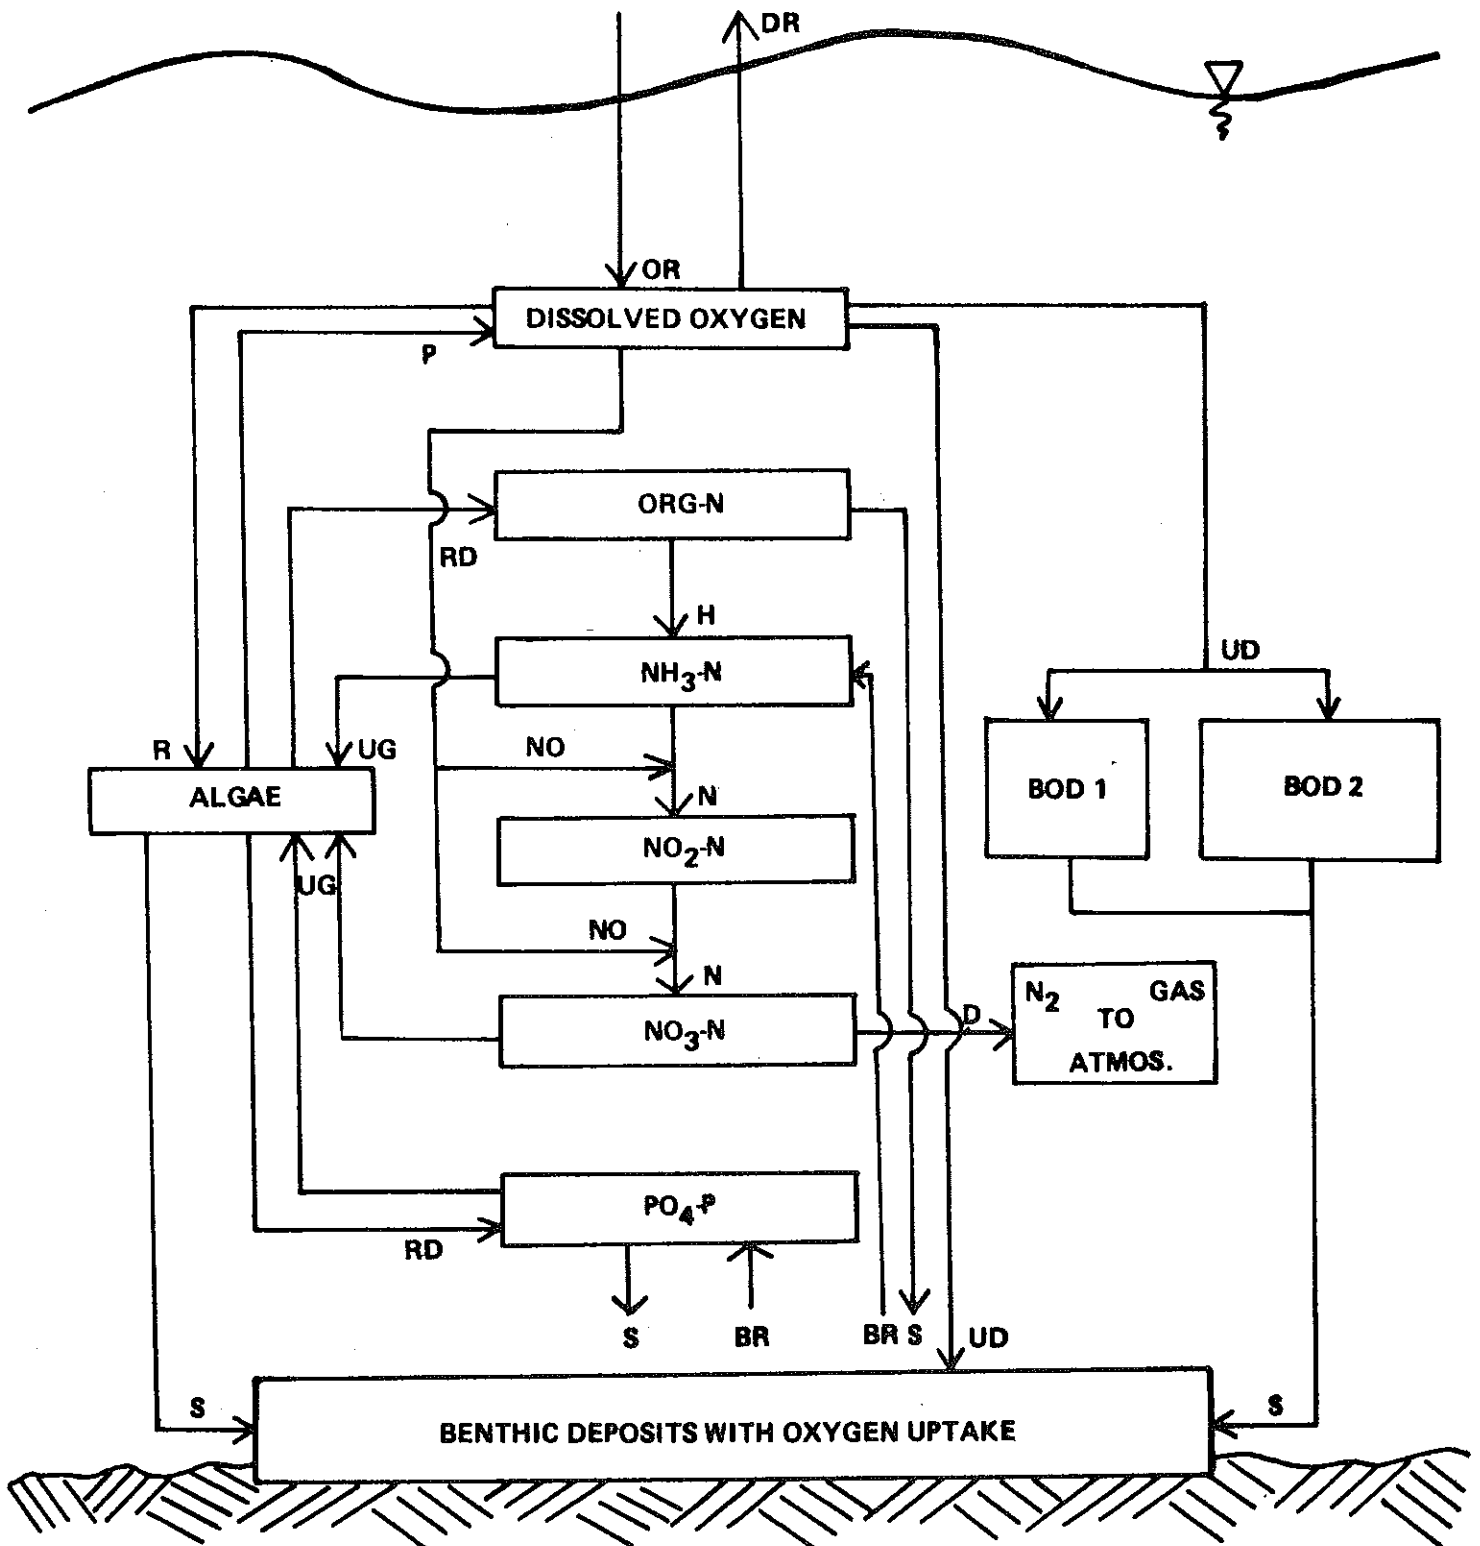 DR
OR
DISSOLVED OXYGEN
P
ORG-N
RD
H
NH3-N
UD
R
UG
NO
ALGAE
N
BOD 1
BOD 2
NO2-N
UG
NO
N
N2 GAS
TO
ATMOS.
D
NO3-N
PO4-P
RD
S
BR
BR
S
UD
S
S
BENTHIC DEPOSITS WITH OXYGEN UPTAKE